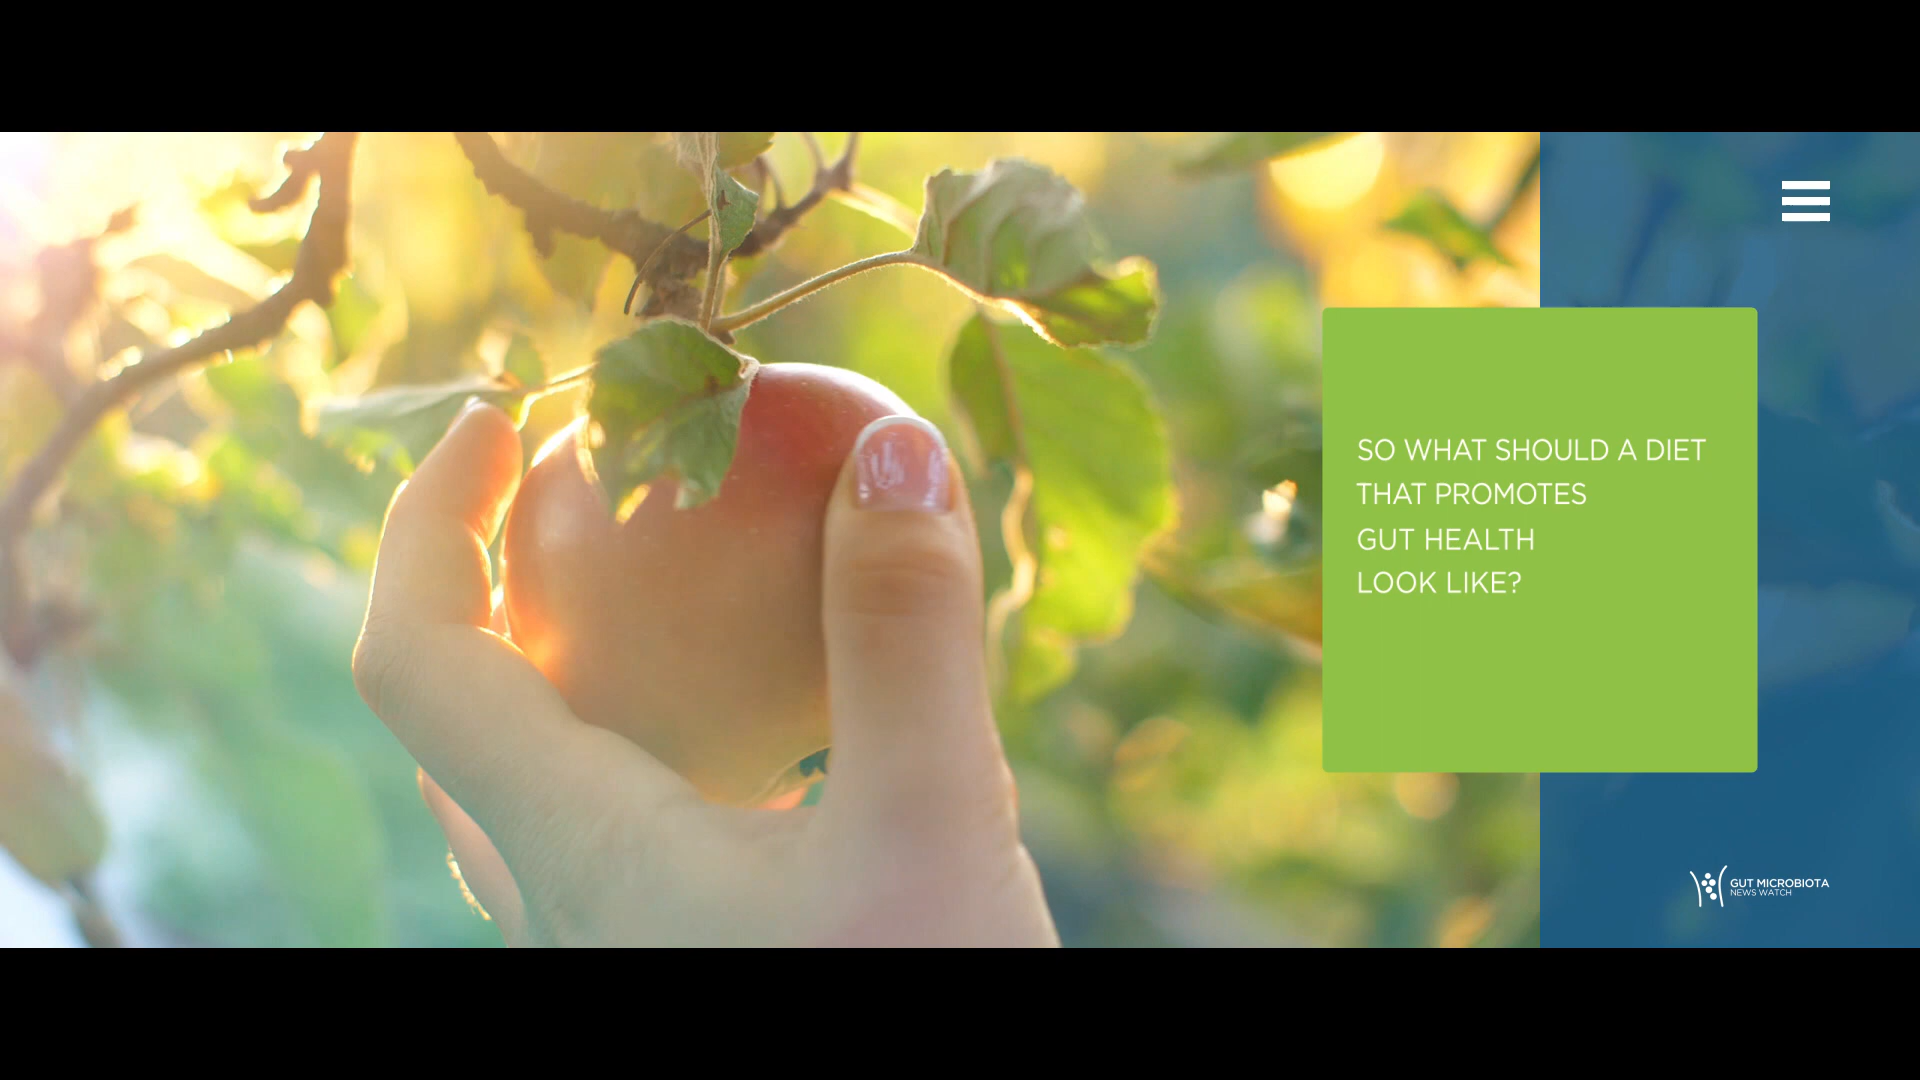 SO WHAT SHOULD A DIET
THAT PROMOTES
GUT HEALTH
LOOK LIKE?
GUT MICROBIOTA
NEWS WATCH